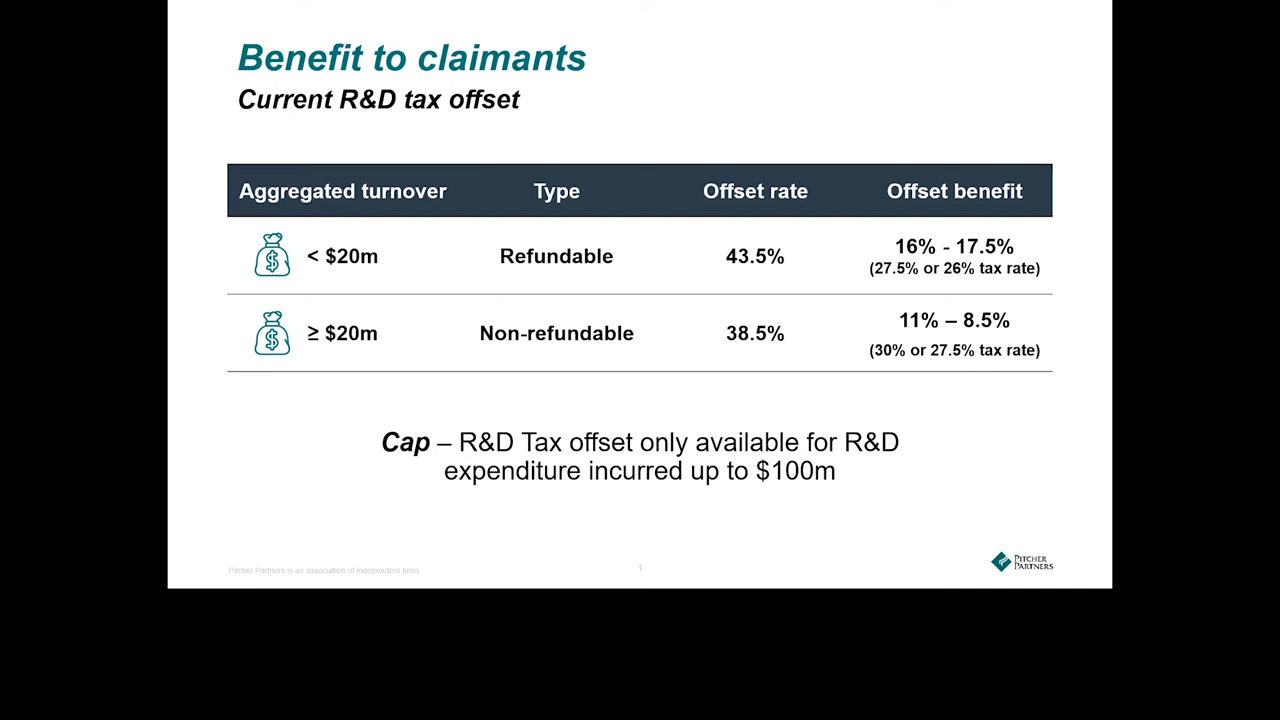 Benefit to claimants
Current R&D tax offset
Aggregated turnover Type Offset rate Offset benefit
$ < $20m Refundable 43.5% 16% - 17.5%
(27.5% or 26% tax rate)
$ ≥ $20m Non-refundable 38.5% 11% – 8.5%
(30% or 27.5% tax rate)
Cap – R&D Tax offset only available for R&D
expenditure incurred up to $100m
Pitcher Partners is an association of independent firms
1
PITCHER
PARTNERS